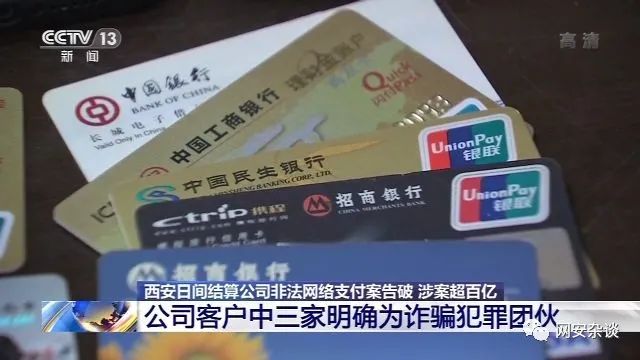 CCTV 13
新闻
高清
中国银行
BANK OF CHINA
长城电子借
Valid Only in China
中国工商银行
理财金账户
Quick
闪付 Pass
UnionPay
银联
中国民生银行
BANKING CORP. LTD.
Ctrip 携程
招商银行
CHINA MERCHANTS BANK
UnionPay
银联
招商银行
西安日间结算公司非法网络支付案告破 涉案超百亿
公司客户中三家明确为诈骗犯罪团伙
网安杂谈